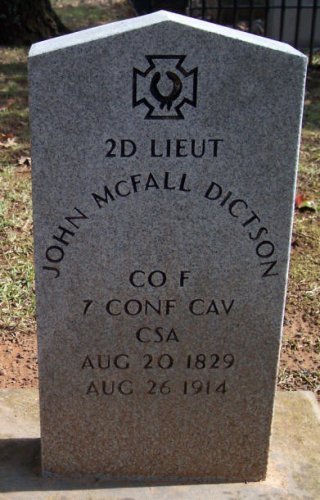 2D LIEUT
JOHN MCFALL DICTSON
CO F
7 CONF CAV
CSA
AUG 20 1829
AUG 26 1914